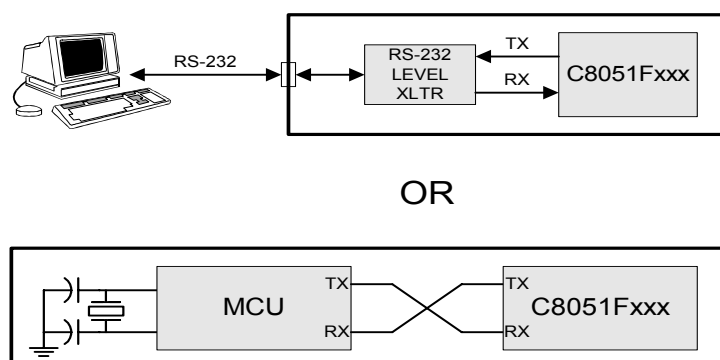 RS-232
RS-232
LEVEL
XLTR
TX
RX
C8051Fxxx
OR
MCU
TX
RX
TX
RX
C8051Fxxx